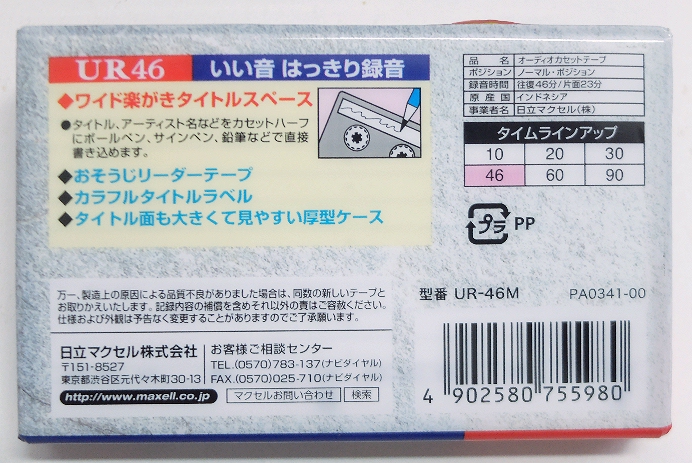 UR46 いい音 はっきり録音
◆ワイド楽がきタイトルスペース
●タイトル、アーティスト名などをカセットハーフ
にボールペン、サインペン、鉛筆などで直接
書き込めます。
◆おそうじリーダーテープ
◆カラフルタイトルラベル
◆タイトル面も大きくて見やすい厚型ケース
品 名 オーディオカセットテープ
ポジション ノーマル・ポジション
録音時間 往復46分/片面23分
原産国 インドネシア
事業者名 日立マクセル(株)
タイムラインアップ
10 20 30
46 60 90
プラ PP
万一、製造上の原因による品質不良がありました場合は、同数の新しいテープと
お取りかえいたします。記録内容の補償を含めそれ以外の責はご容赦ください。
仕様および外観は予告なく変更することがありますのでご了承願います。
日立マクセル株式会社
〒151-8527
東京都渋谷区元代々木町30-13
http://www.maxell.co.jp
お客様ご相談センター
TEL.(0570)783-137(ナビダイヤル)
FAX.(0570)025-710(ナビダイヤル)
マクセルお問い合わせ 検索
型番 UR-46M PA0341-00
4 902580 755980